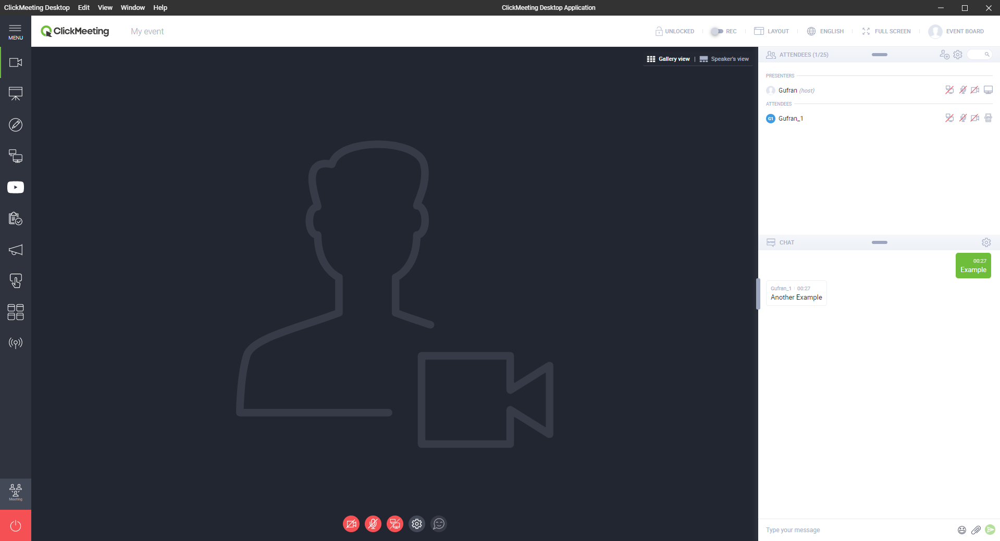 ClickMeeting Desktop Edit View Window Help
ClickMeeting Desktop Application
MENU
ClickMeeting
My event
UNLOCKED
REC
LAYOUT
ENGLISH
FULL SCREEN
EVENT BOARD
Gallery view | Speaker's view
ATTENDEES (1/25)
PRESENTERS
Gufran (host)
ATTENDEES
G1 Gufran_1
CHAT
00:27
Example
Gufran_1 00:27
Another Example
Meeting
Type your message